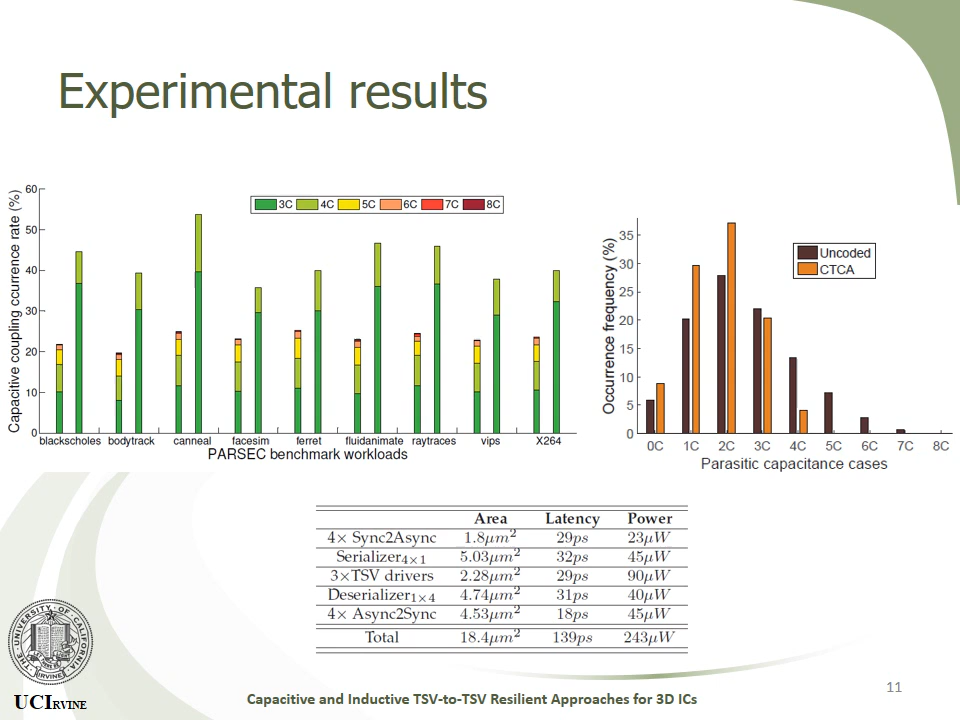 Experimental results
Capacitive coupling ccurrence rate (%)
60
50
40
30
20
10
0
3C 4C 5C 6C 7C 8C
blackscholes bodytrack canneal facesim ferret fluidanimate raytraces vips X264
PARSEC benchmark workloads
Occurrence frequency (%)
35
30
25
20
15
10
5
0
Uncoded
CTCA
0C 1C 2C 3C 4C 5C 6C 7C 8C
Parasitic capacitance cases
Area Latency Power
4× Sync2Async 1.8μm² 29ps 23μW
Serializer₄ₓ₁ 5.03μm² 32ps 45μW
3×TSV drivers 2.28μm² 29ps 90μW
Deserializer₁ₓ₄ 4.74μm² 31ps 40μW
4× Async2Sync 4.53μm² 18ps 45μW
Total 18.4μm² 139ps 243μW
UCIRVINE
Capacitive and Inductive TSV-to-TSV Resilient Approaches for 3D ICs
11